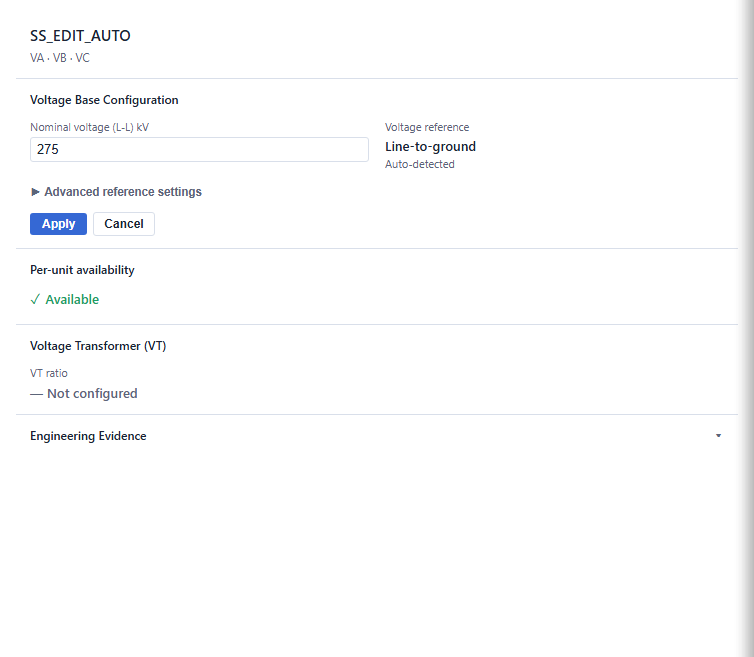 SS_EDIT_AUTO
VA · VB · VC
Voltage Base Configuration
Nominal voltage (L-L) kV
275
Voltage reference
Line-to-ground
Auto-detected
▶ Advanced reference settings
Apply
Cancel
Per-unit availability
✓ Available
Voltage Transformer (VT)
VT ratio
— Not configured
Engineering Evidence